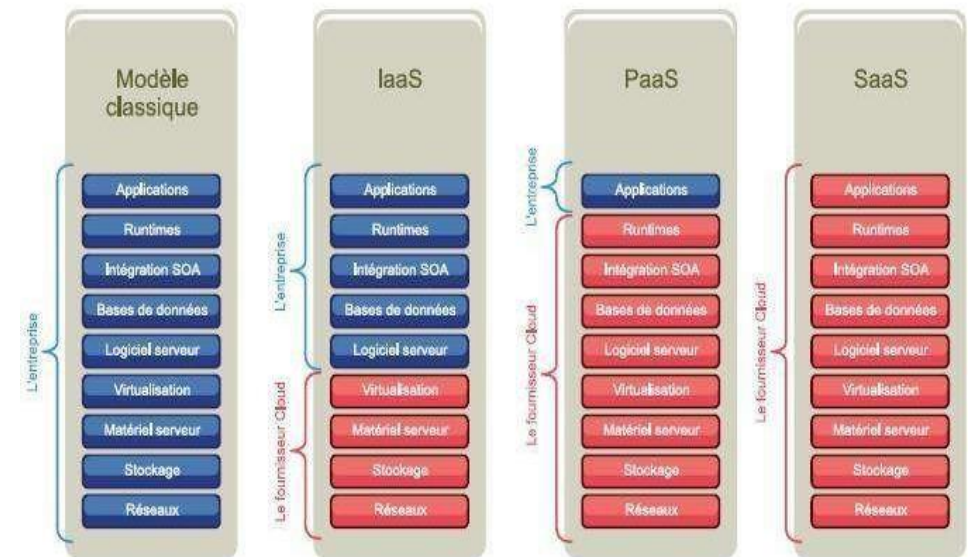 Modèle
classique
L'entreprise
Applications
Runtimes
Intégration SOA
Bases de données
Logiciel serveur
Virtualisation
Matériel serveur
Stockage
Réseaux
IaaS
L'entreprise
Le fournisseur Cloud
Applications
Runtimes
Intégration SOA
Bases de données
Logiciel serveur
Virtualisation
Matériel serveur
Stockage
Réseaux
PaaS
L'entreprise
Le fournisseur Cloud
Applications
Runtimes
Intégration SOA
Bases de données
Logiciel serveur
Virtualisation
Matériel serveur
Stockage
Réseaux
SaaS
Le fournisseur Cloud
Applications
Runtimes
Intégration SOA
Bases de données
Logiciel serveur
Virtualisation
Matériel serveur
Stockage
Réseaux